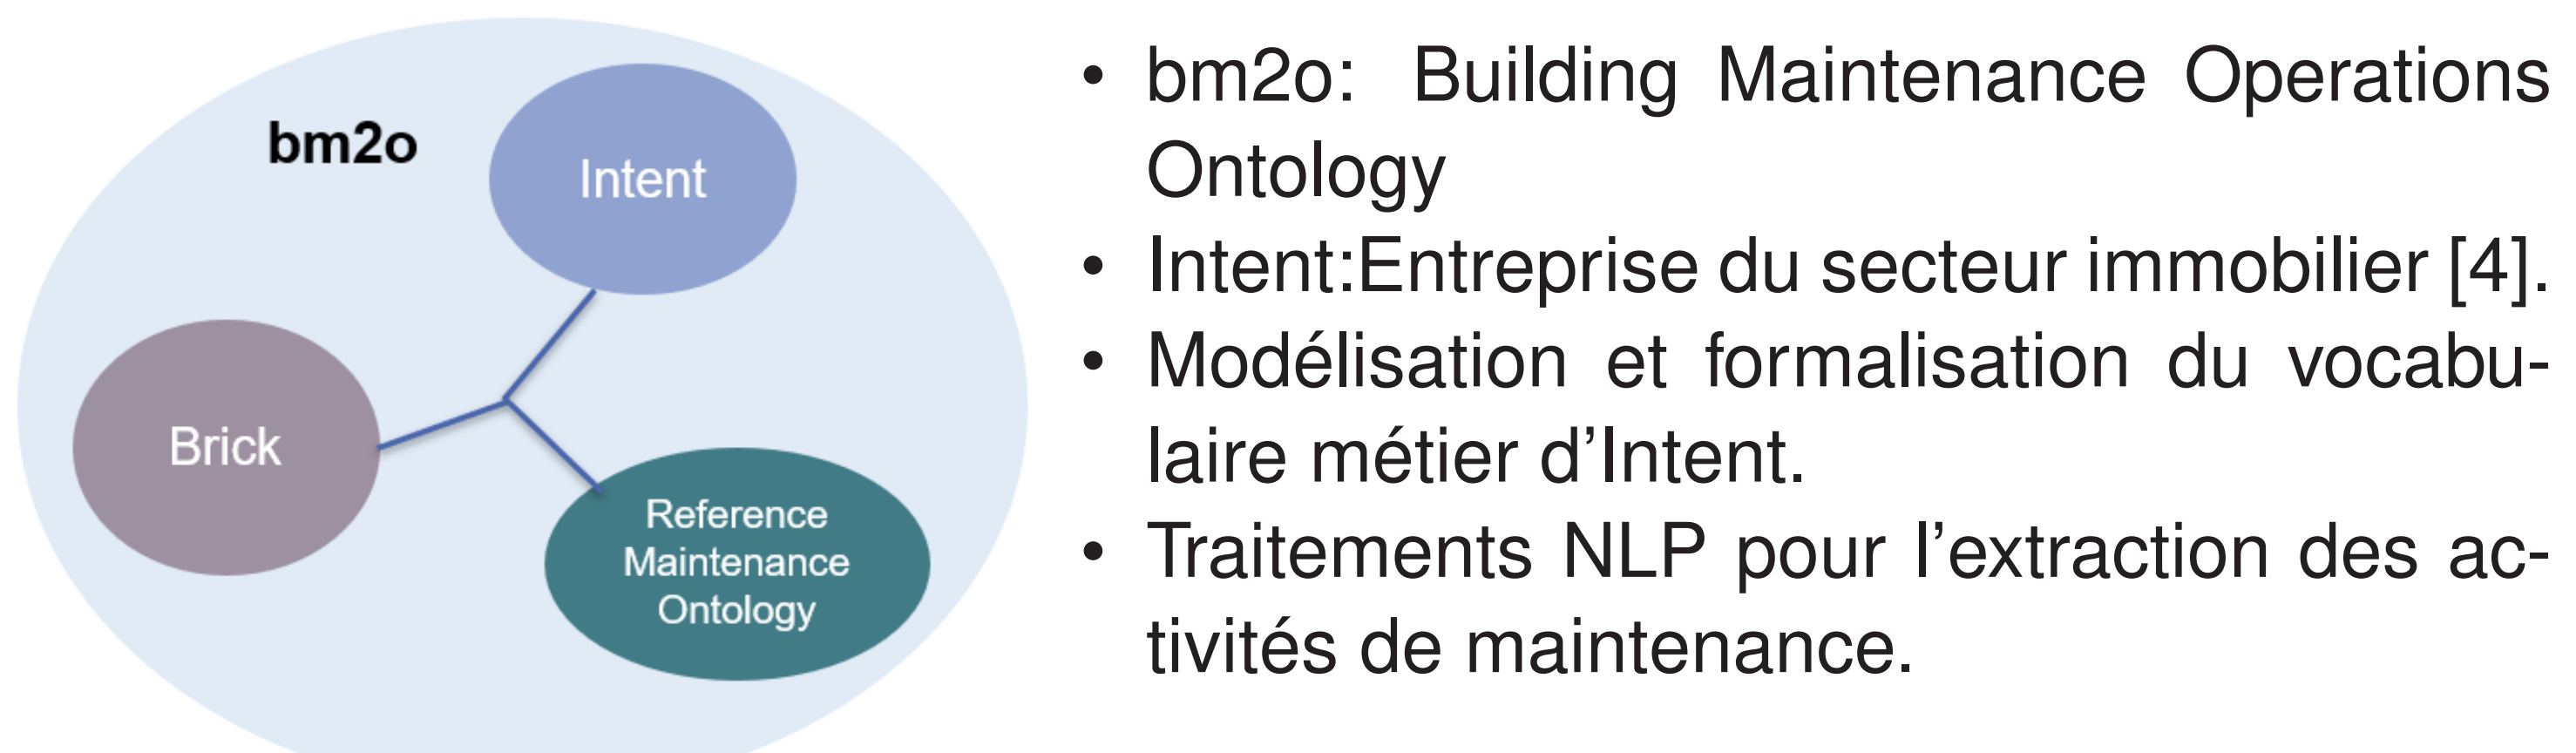 bm2o
Intent
Brick
Reference
Maintenance
Ontology
• bm2o: Building Maintenance Operations
Ontology
• Intent:Entreprise du secteur immobilier [4].
• Modélisation et formalisation du vocabu-
laire métier d'Intent.
• Traitements NLP pour l'extraction des ac-
tivités de maintenance.